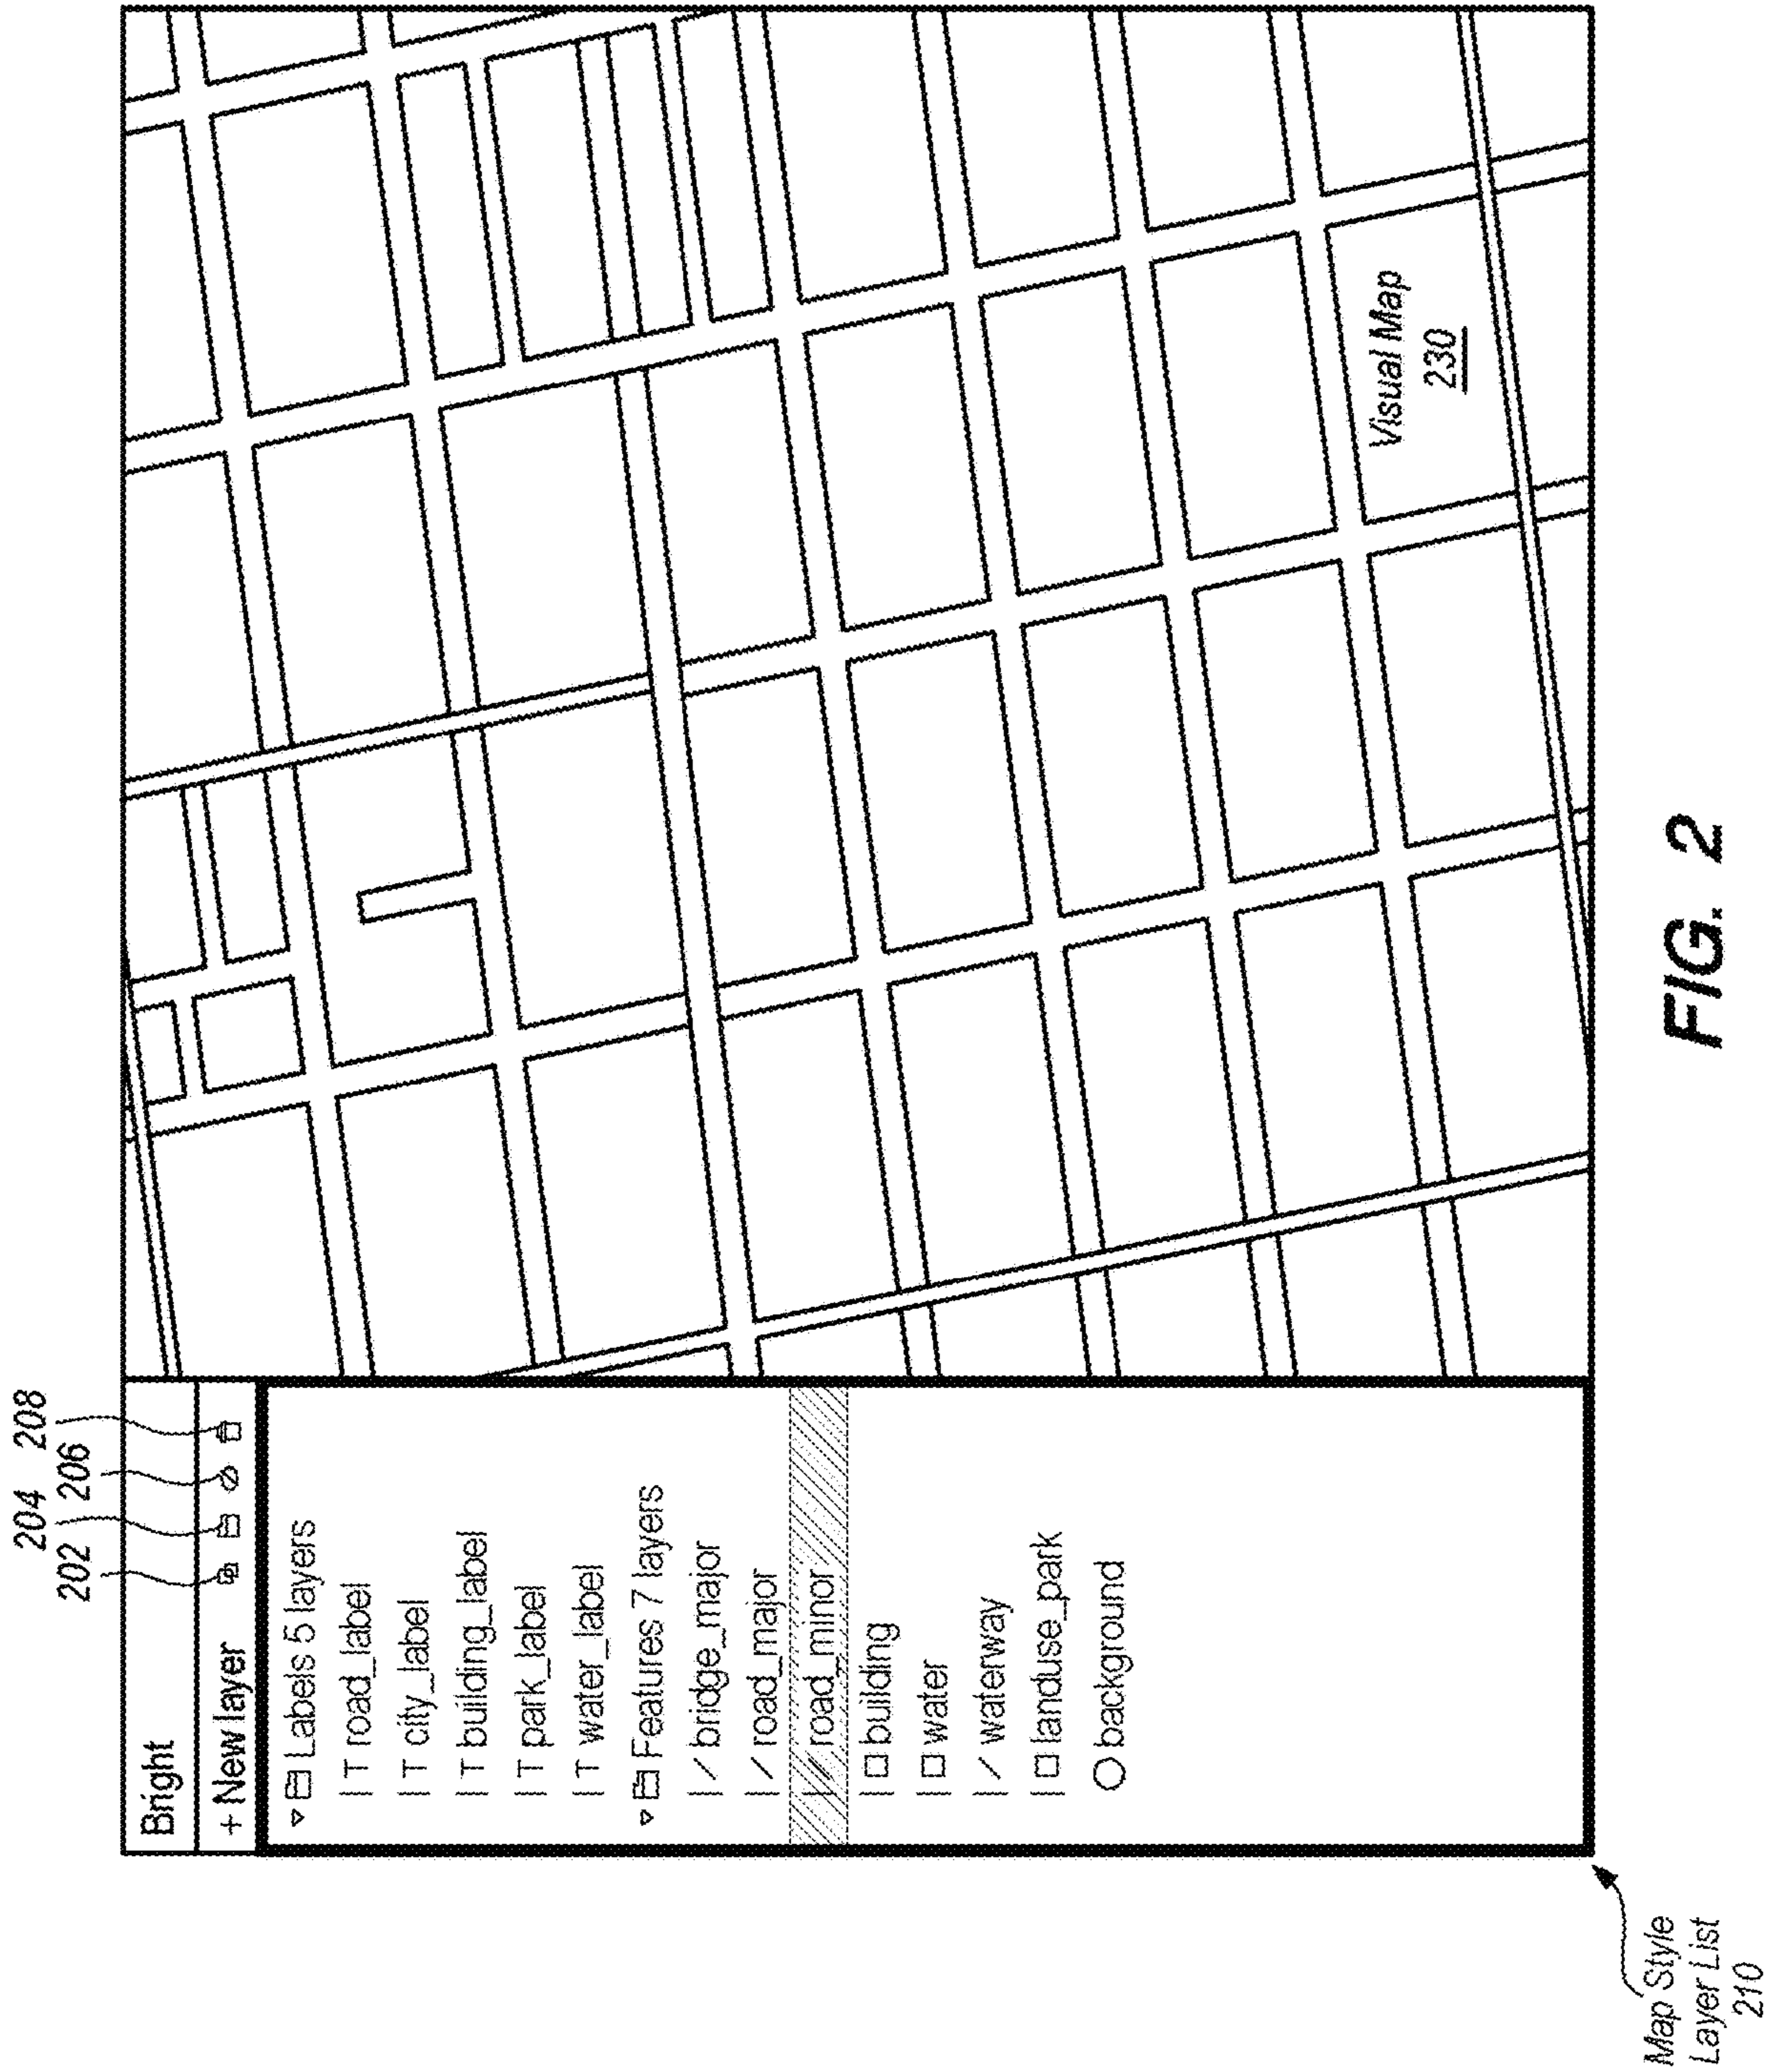 204 208
202 206
Bright
+ New layer
Labels 5 layers
T road_label
T city_label
T building_label
T park_label
T water_label
Features 7 layers
bridge_major
road_major
road_minor
building
water
waterway
landuse_park
background
Visual Map
230
Map Style
Layer List
210
FIG. 2